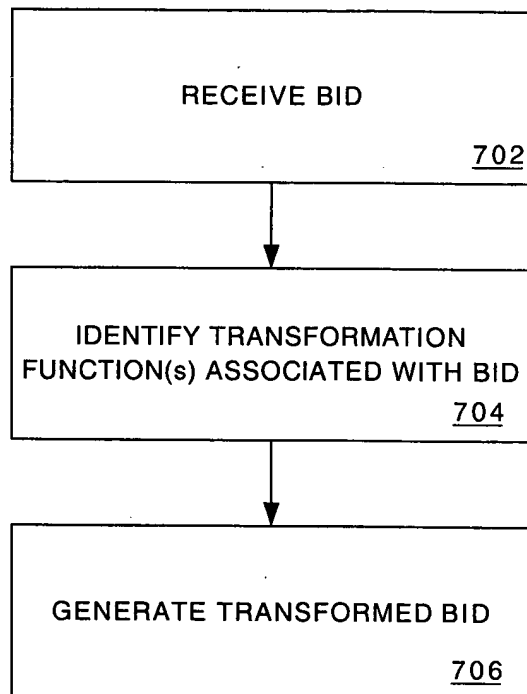 RECEIVE BID
702
IDENTIFY TRANSFORMATION
FUNCTION(s) ASSOCIATED WITH BID
704
GENERATE TRANSFORMED BID
706